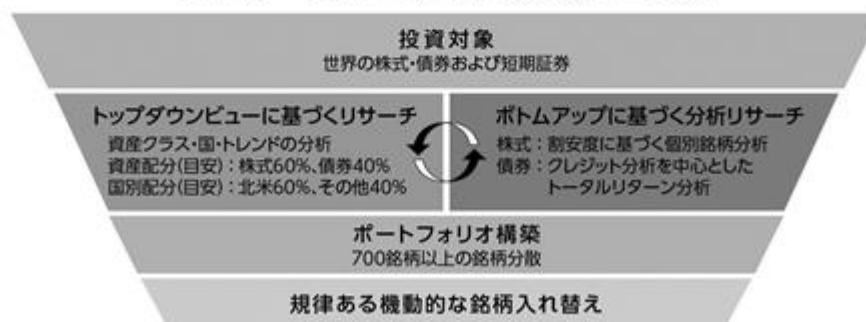 投資対象
世界の株式・債券および短期証券
トップダウンビューに基づくリサーチ
資産クラス・国・トレンドの分析
資産配分(目安)：株式60%、債券40%
国別配分(目安)：北米60%、その他40%
ボトムアップに基づく分析リサーチ
株式：割安度に基づく個別銘柄分析
債券：クレジット分析を中心とした
トータルリターン分析
ポートフォリオ構築
700銘柄以上の銘柄分散
規律ある機動的な銘柄入れ替え